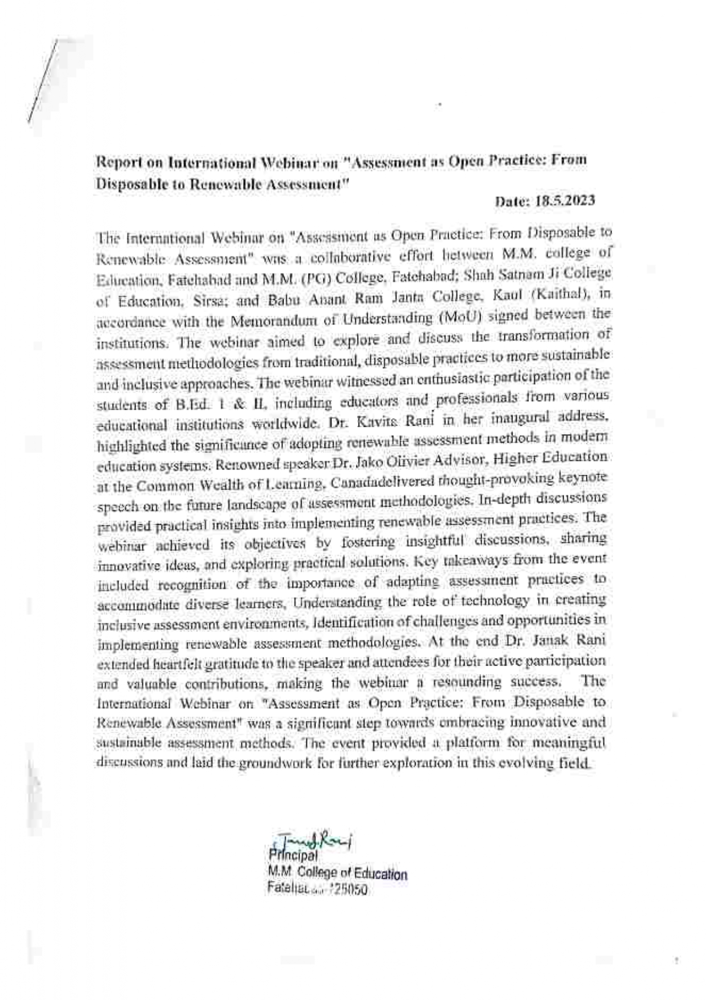 Report on International Webinar on "Assessment as Open Practice: From
Disposable to Renewable Assessment"
Date: 18.5.2023
The International Webinar on "Assessment as Open Practice: From Disposable to
Renewable Assessment" was a collaborative effort between M.M. college of
Education, Fatehabad and M.M. (PG) College, Fatehabad; Shah Satnam Ji College
of Education, Sirsa; and Babu Anant Ram Janta College, Kaul (Kaithal), in
accordance with the Memorandum of Understanding (MoU) signed between the
institutions. The webinar aimed to explore and discuss the transformation of
assessment methodologies from traditional, disposable practices to more sustainable
and inclusive approaches. The webinar witnessed an enthusiastic participation of the
students of B.Ed. I & II, including educators and professionals from various
educational institutions worldwide. Dr. Kavita Rani in her inaugural address,
highlighted the significance of adopting renewable assessment methods in modern
education systems. Renowned speaker Dr. Jako Olivier Advisor, Higher Education
at the Common Wealth of Learning, Canadadelivered thought-provoking keynote
speech on the future landscape of assessment methodologies. In-depth discussions
provided practical insights into implementing renewable assessment practices. The
webinar achieved its objectives by fostering insightful discussions, sharing
innovative ideas, and exploring practical solutions. Key takeaways from the event
included recognition of the importance of adapting assessment practices to
accommodate diverse learners, Understanding the role of technology in creating
inclusive assessment environments, Identification of challenges and opportunities in
implementing renewable assessment methodologies. At the end Dr. Janak Rani
extended heartfelt gratitude to the speaker and attendees for their active participation
and valuable contributions, making the webinar a resounding success. The
International Webinar on "Assessment as Open Practice: From Disposable to
Renewable Assessment" was a significant step towards embracing innovative and
sustainable assessment methods. The event provided a platform for meaningful
discussions and laid the groundwork for further exploration in this evolving field.
Principal
M.M. College of Education